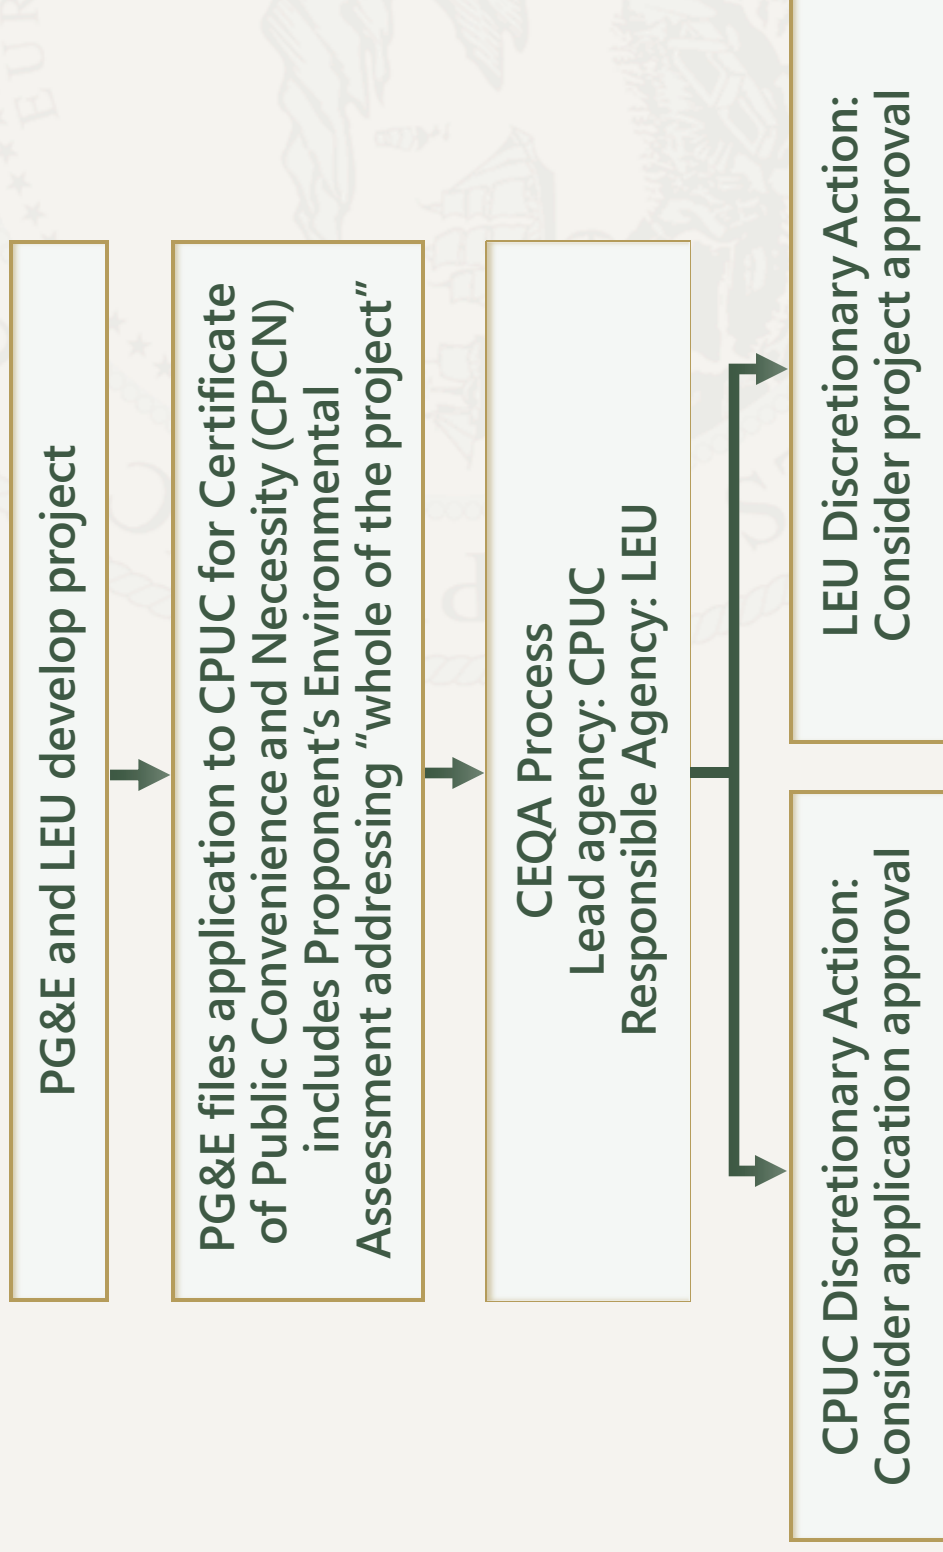 PG&E and LEU develop project
PG&E files application to CPUC for Certificate
of Public Convenience and Necessity (CPCN)
includes Proponent’s Environmental
Assessment addressing “whole of the project”
CEQA Process
Lead agency: CPUC
Responsible Agency: LEU
CPUC Discretionary Action:
Consider application approval
LEU Discretionary Action:
Consider project approval